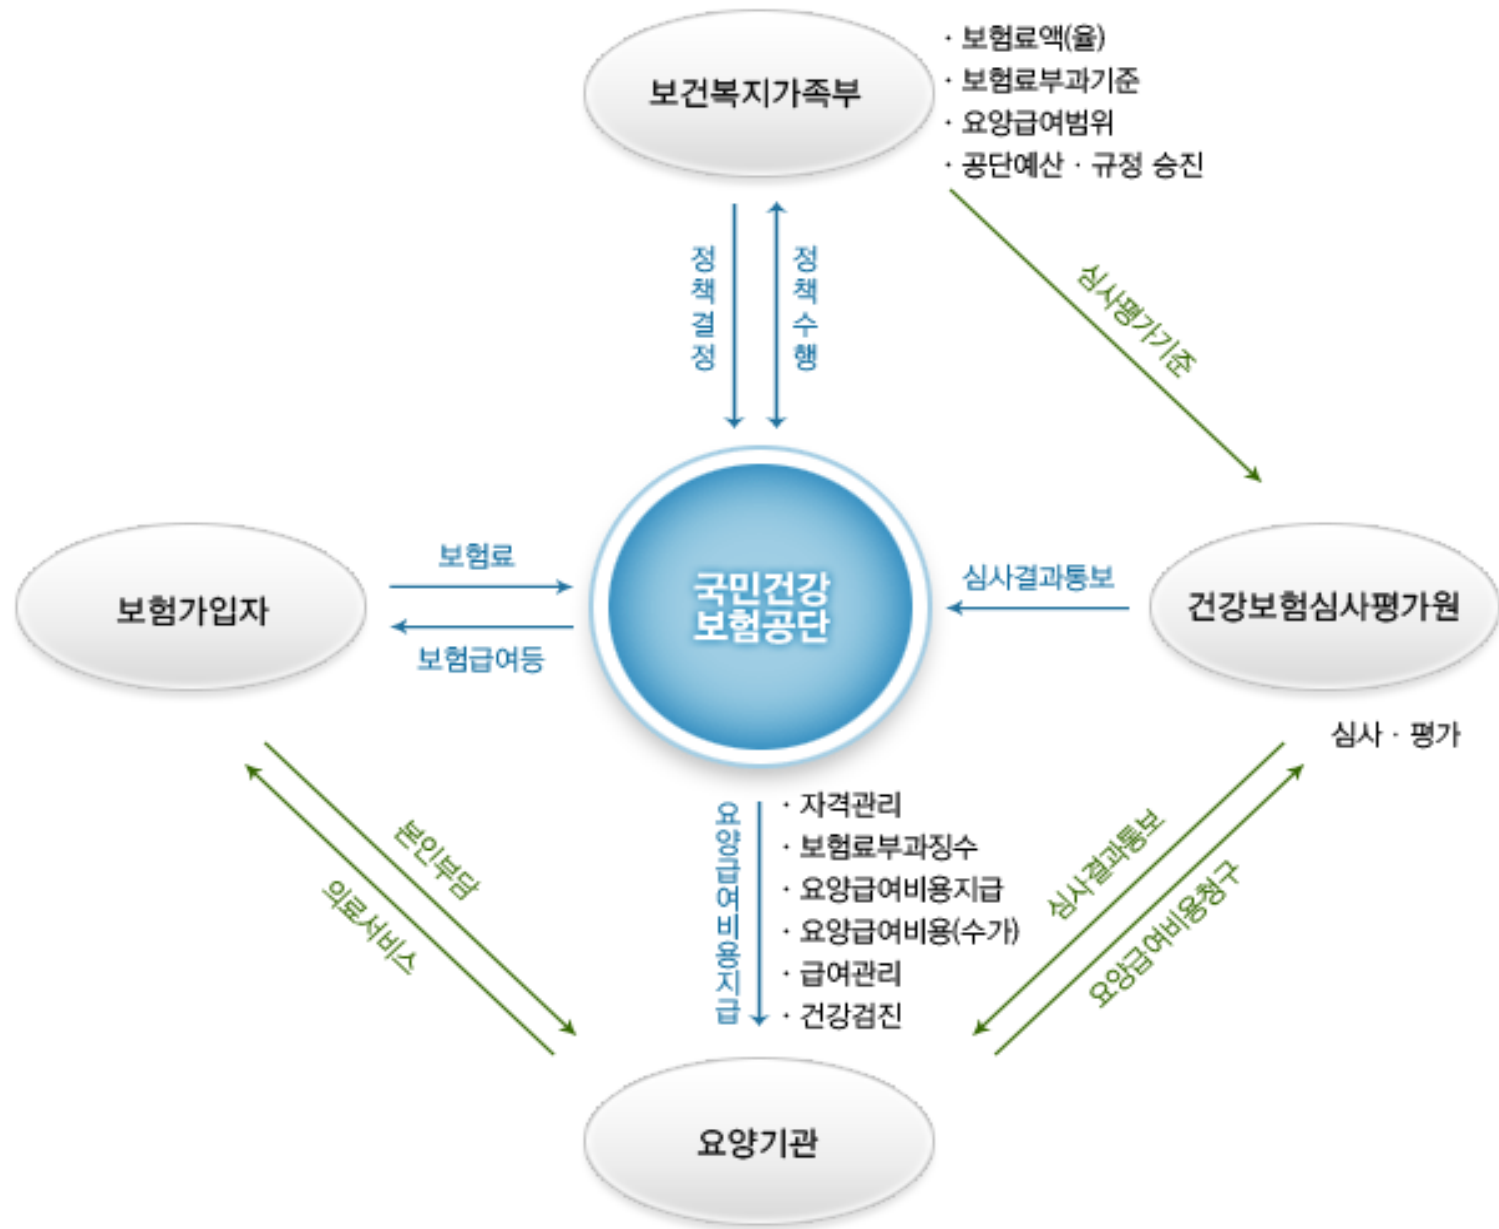 보건복지가족부
· 보험료액(율)
· 보험료부과기준
· 요양급여범위
· 공단예산 · 규정 승진
정책결정
정책수행
심사평가기준
보험가입자
보험료
보험급여등
국민건강
보험공단
심사결과통보
건강보험심사평가원
심사 · 평가
본인부담
의료서비스
요양급여비용지급
· 자격관리
· 보험료부과징수
· 요양급여비용지급
· 요양급여비용(수가)
· 급여관리
· 건강검진
심사결과통보
요양급여비용청구
요양기관